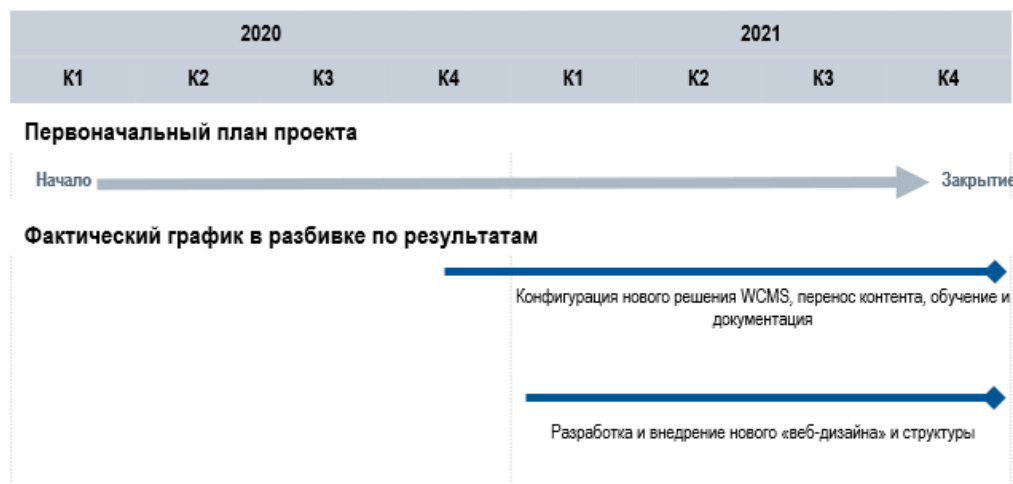 2020 2021
К1 К2 К3 К4 К1 К2 К3 К4
Первоначальный план проекта
Начало Закрытие
Фактический график в разбивке по результатам
Конфигурация нового решения WCMS, перенос контента, обучение и
документация
Разработка и внедрение нового «веб-дизайна» и структуры